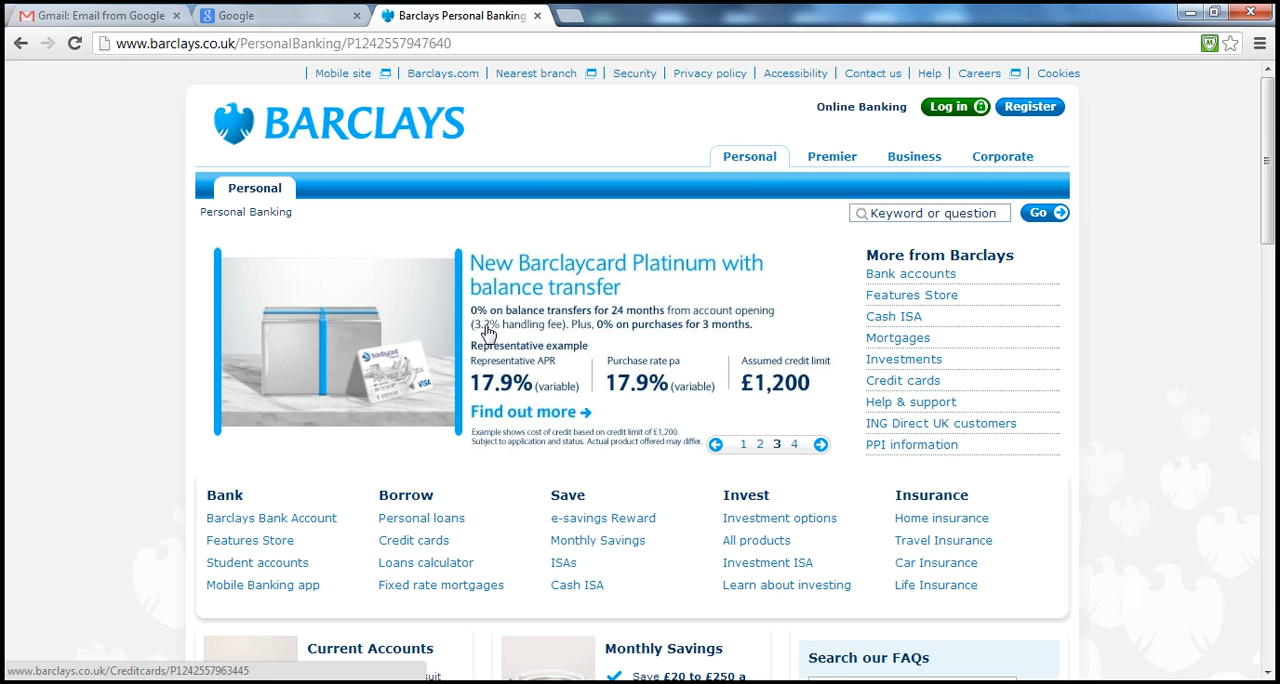 Gmail: Email from Google
Google
Barclays Personal Banking
www.barclays.co.uk/PersonalBanking/P1242557947640
Mobile site | Barclays.com | Nearest branch | Security | Privacy policy | Accessibility | Contact us | Help | Careers | Cookies
BARCLAYS
Online Banking Log in Register
Personal Premier Business Corporate
Personal
Personal Banking
Keyword or question Go
New Barclaycard Platinum with
balance transfer
0% on balance transfers for 24 months from account opening
handling fee). Plus, 0% on purchases for 3 months.
Representative example
Representative APR
17.9% (variable)
Purchase rate pa
17.9% (variable)
Assumed credit limit
£1,200
Find out more
Example shows cost of credit based on credit limit of £1,200.
Subject to application and status. Actual product offered may differ.
1 2 3 4
barclaycard
VISA
More from Barclays
Bank accounts
Features Store
Cash ISA
Mortgages
Investments
Credit cards
Help & support
ING Direct UK customers
PPI information
Bank
Barclays Bank Account
Features Store
Student accounts
Mobile Banking app
Borrow
Personal loans
Credit cards
Loans calculator
Fixed rate mortgages
Save
e-savings Reward
Monthly Savings
ISAs
Cash ISA
Invest
Investment options
All products
Investment ISA
Learn about investing
Insurance
Home insurance
Travel Insurance
Car Insurance
Life Insurance
Current Accounts
uit
Monthly Savings
Save £20 to £250 a
Search our FAQs
www.barclays.co.uk/Creditcards/P1242557963445